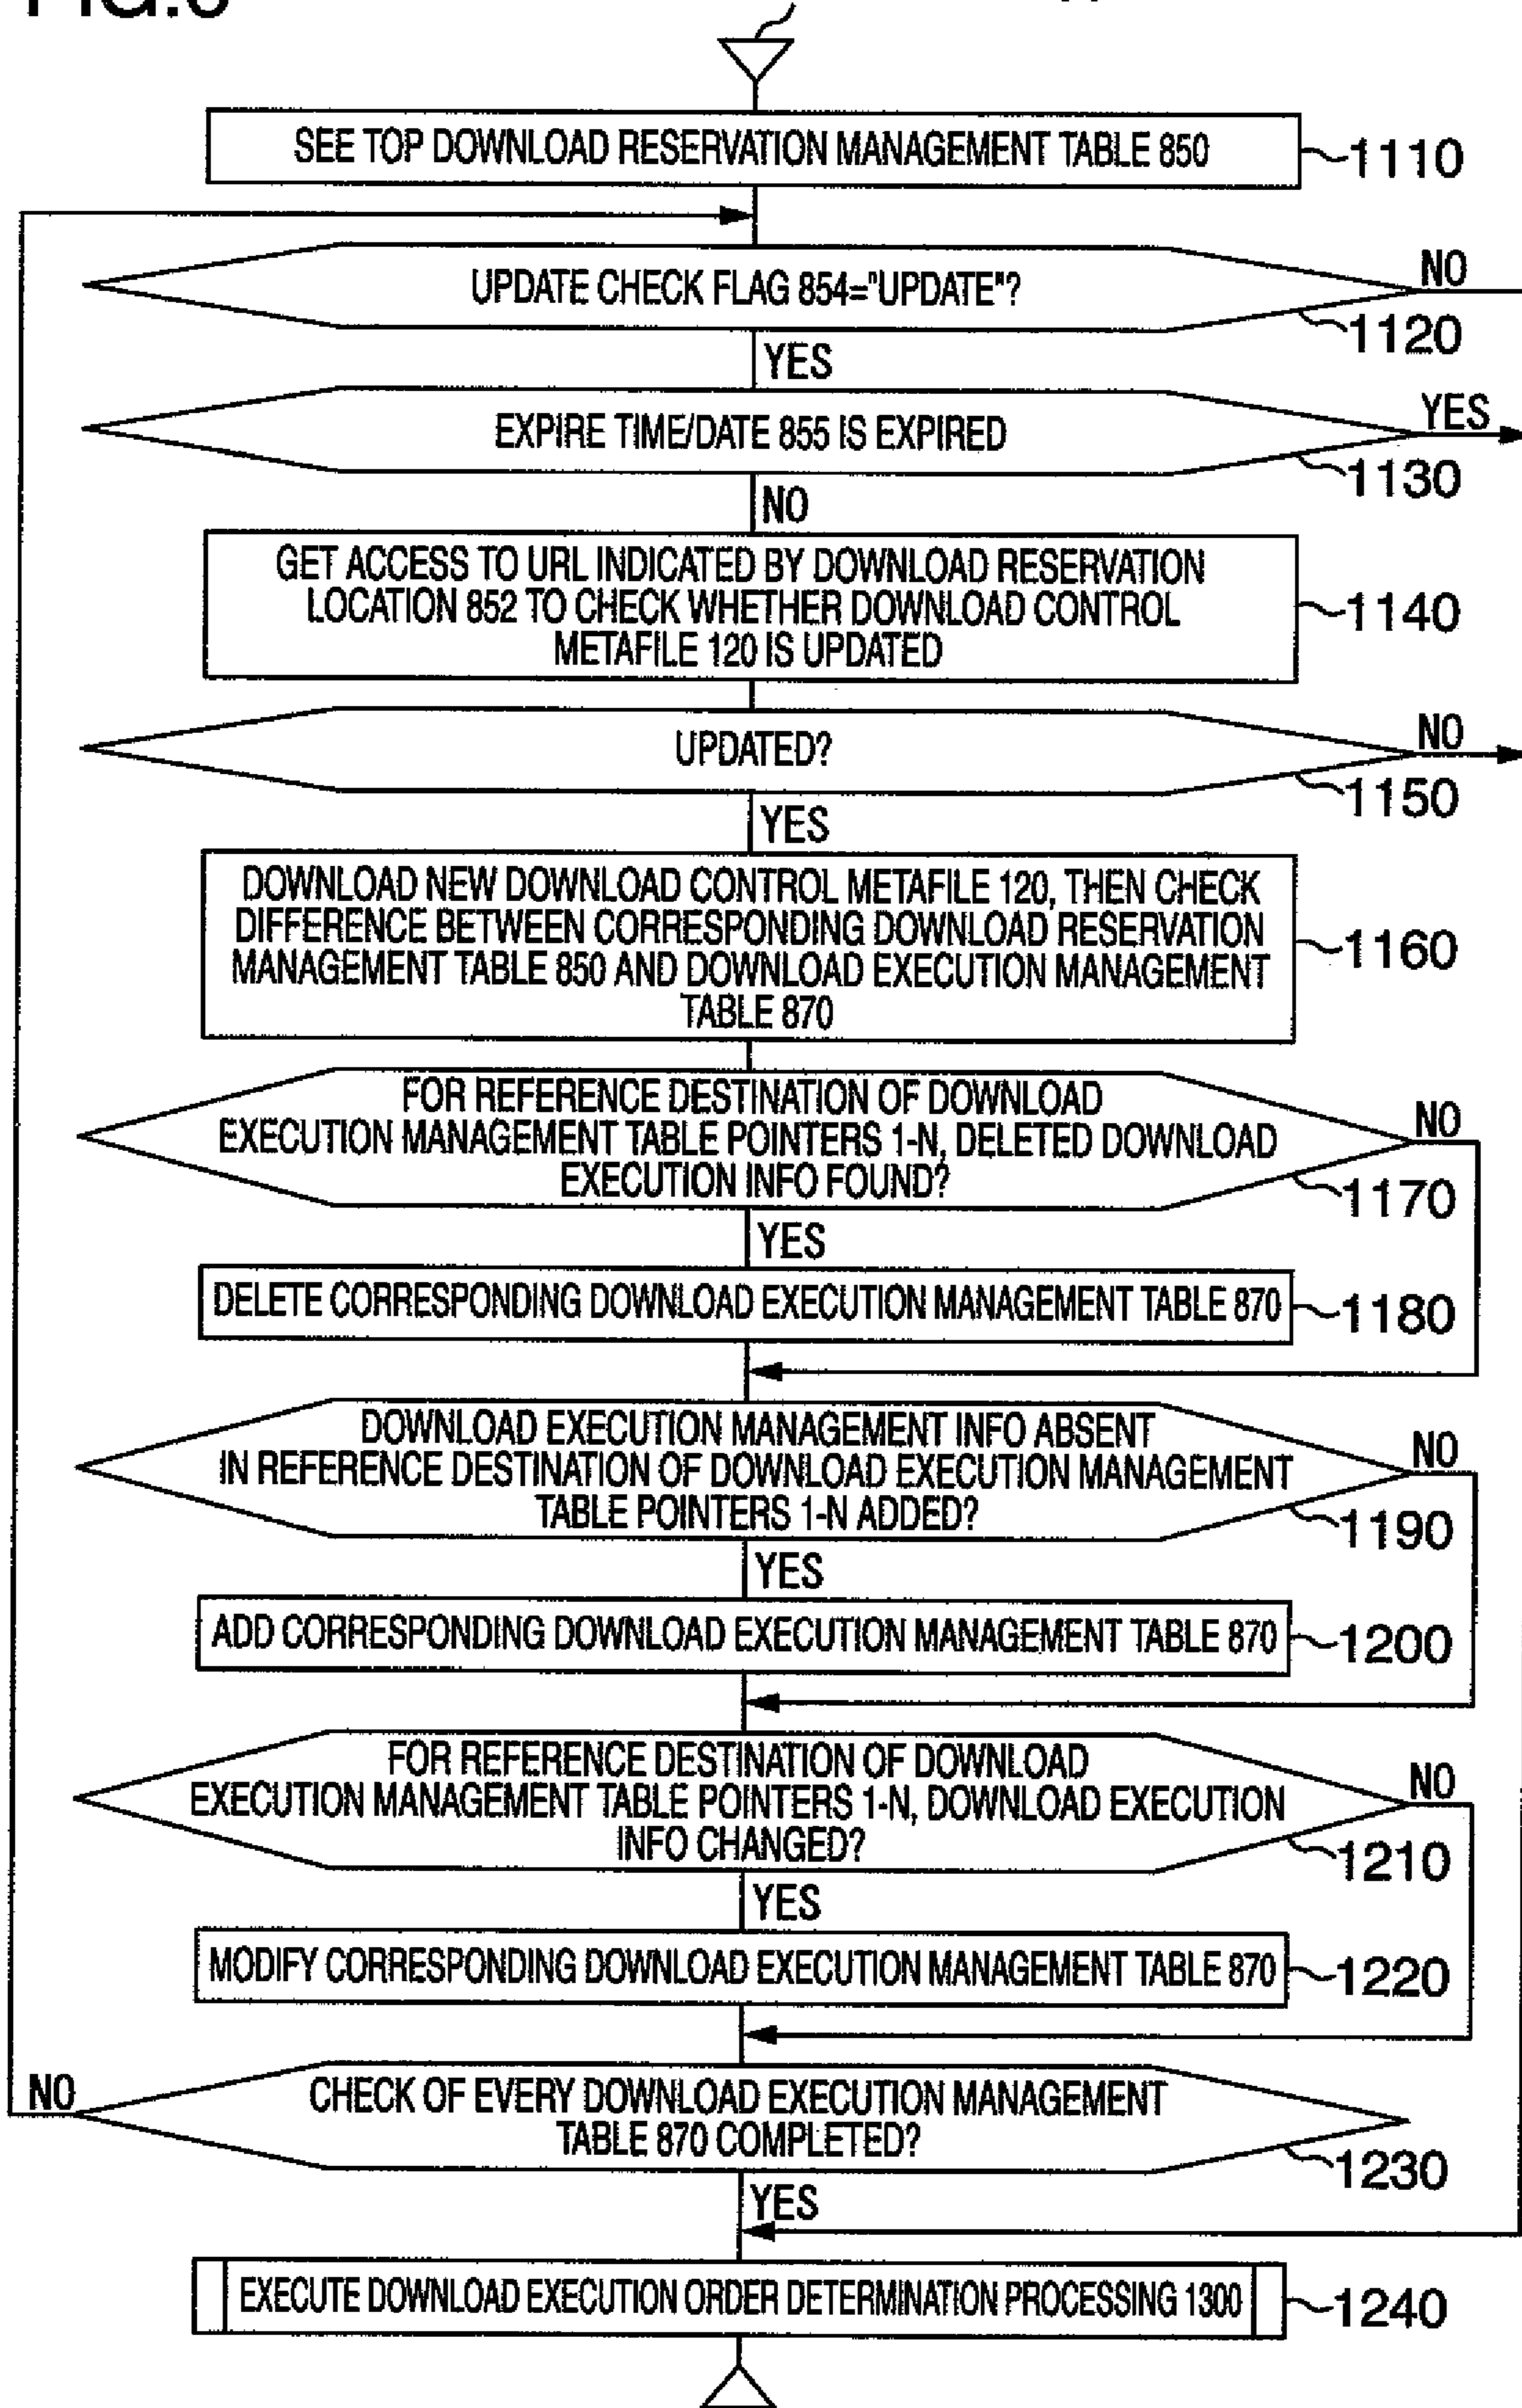 SEE TOP DOWNLOAD RESERVATION MANAGEMENT TABLE 850
1110
UPDATE CHECK FLAG 854="UPDATE"?
NO
1120
YES
EXPIRE TIME/DATE 855 IS EXPIRED
YES
1130
NO
GET ACCESS TO URL INDICATED BY DOWNLOAD RESERVATION
LOCATION 852 TO CHECK WHETHER DOWNLOAD CONTROL
METAFILE 120 IS UPDATED
1140
UPDATED?
NO
1150
YES
DOWNLOAD NEW DOWNLOAD CONTROL METAFILE 120, THEN CHECK
DIFFERENCE BETWEEN CORRESPONDING DOWNLOAD RESERVATION
MANAGEMENT TABLE 850 AND DOWNLOAD EXECUTION MANAGEMENT
TABLE 870
1160
FOR REFERENCE DESTINATION OF DOWNLOAD
EXECUTION MANAGEMENT TABLE POINTERS 1-N, DELETED DOWNLOAD
EXECUTION INFO FOUND?
NO
1170
YES
DELETE CORRESPONDING DOWNLOAD EXECUTION MANAGEMENT TABLE 870
1180
DOWNLOAD EXECUTION MANAGEMENT INFO ABSENT
IN REFERENCE DESTINATION OF DOWNLOAD EXECUTION MANAGEMENT
TABLE POINTERS 1-N ADDED?
NO
1190
YES
ADD CORRESPONDING DOWNLOAD EXECUTION MANAGEMENT TABLE 870
1200
FOR REFERENCE DESTINATION OF DOWNLOAD
EXECUTION MANAGEMENT TABLE POINTERS 1-N, DOWNLOAD EXECUTION
INFO CHANGED?
NO
1210
YES
MODIFY CORRESPONDING DOWNLOAD EXECUTION MANAGEMENT TABLE 870
1220
NO
CHECK OF EVERY DOWNLOAD EXECUTION MANAGEMENT
TABLE 870 COMPLETED?
1230
YES
EXECUTE DOWNLOAD EXECUTION ORDER DETERMINATION PROCESSING 1300
1240